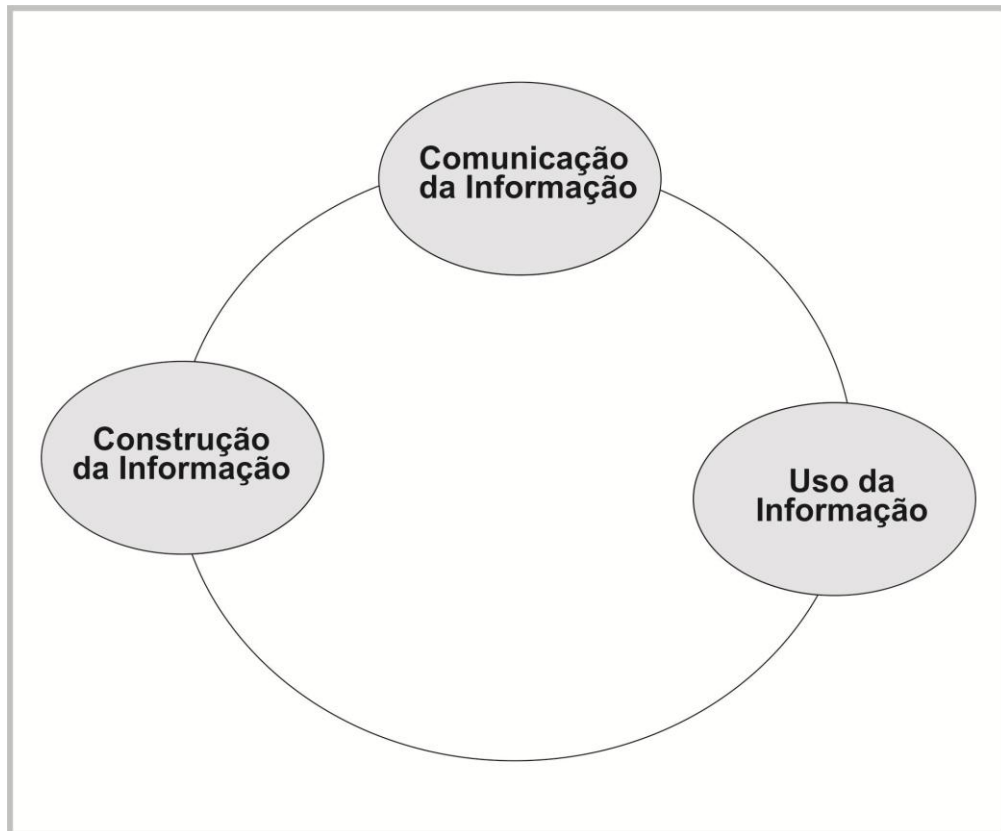 Comunicação
da Informação
Construção
da Informação
Uso da
Informação